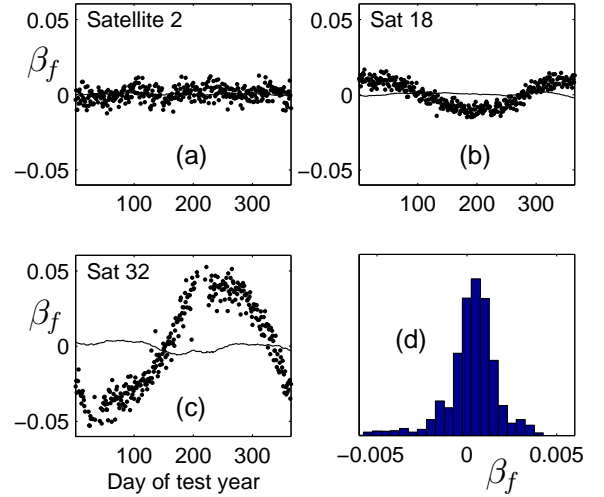 Satellite 2
0.05
β_f
0
−0.05
(a)
100 200 300
Sat 18
0.05
0
−0.05
(b)
100 200 300
Sat 32
0.05
β_f
0
−0.05
(c)
100 200 300
Day of test year
(d)
−0.005 0 0.005
β_f